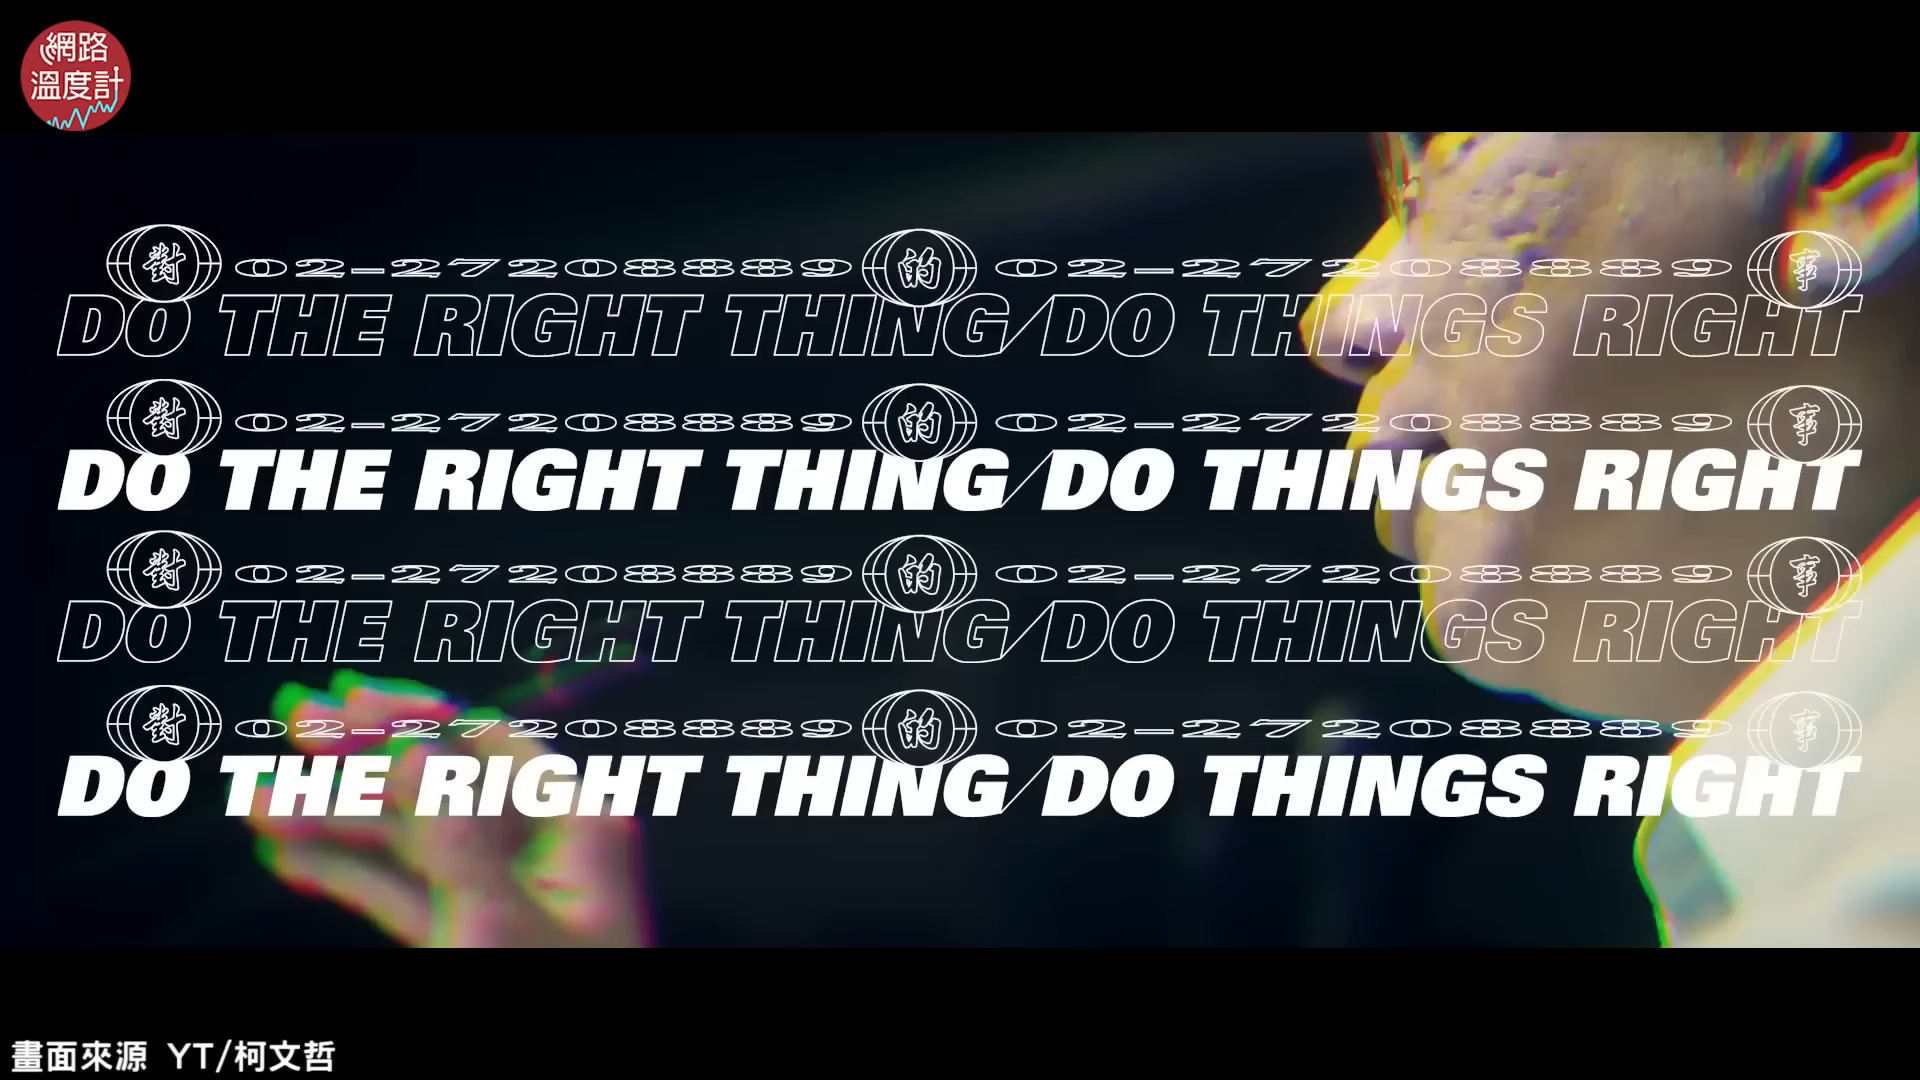 網路
溫度計
對 02-27208889 的 02-27208889 事
DO THE RIGHT THING/DO THINGS RIGHT
對 02-27208889 的 02-27208889 事
DO THE RIGHT THING/DO THINGS RIGHT
對 02-27208889 的 02-27208889 事
DO THE RIGHT THING/DO THINGS RIGHT
對 02-27208889 的 02-27208889 事
DO THE RIGHT THING/DO THINGS RIGHT
畫面來源 YT/柯文哲